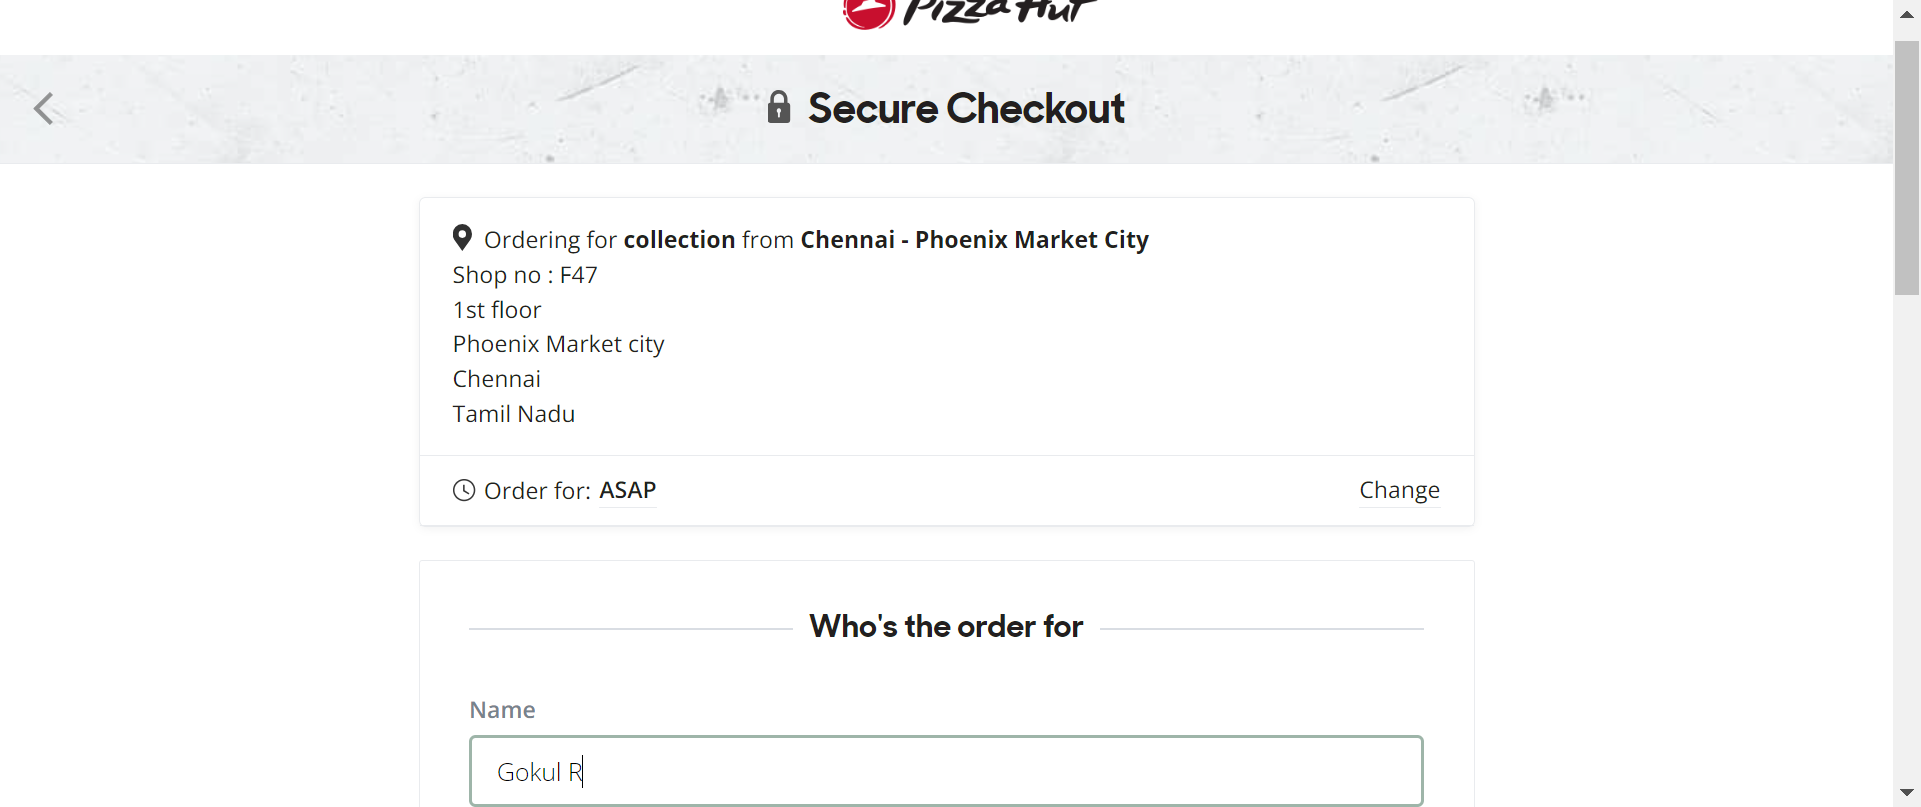 Pizza Hut
Secure Checkout
Ordering for collection from Chennai - Phoenix Market City
Shop no : F47
1st floor
Phoenix Market city
Chennai
Tamil Nadu
Order for: ASAP Change
Who's the order for
Name
Gokul R